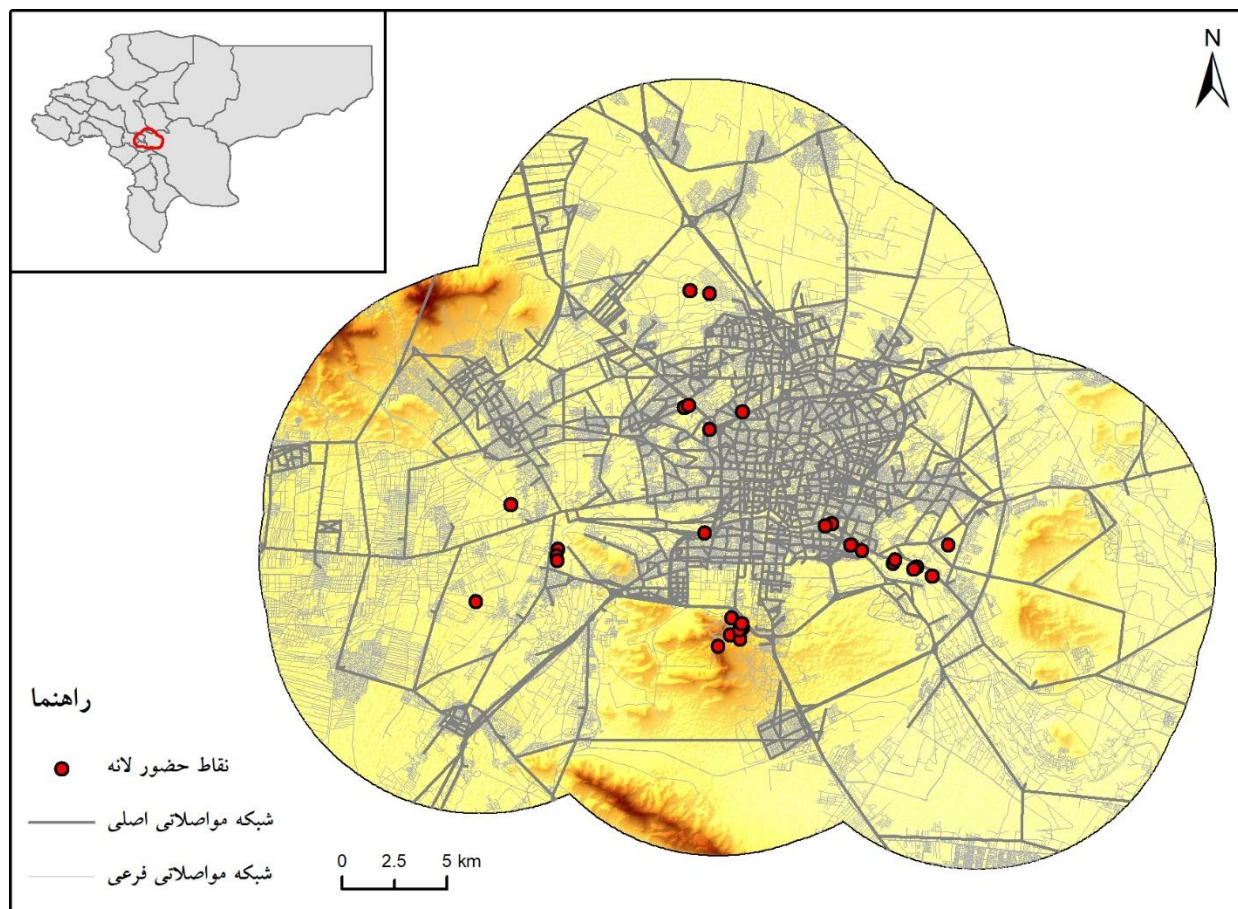 N
راهنما
نقاط حضور لانه
شبکه مواصلاتی اصلی
شبکه مواصلاتی فرعی
0 2.5 5 km